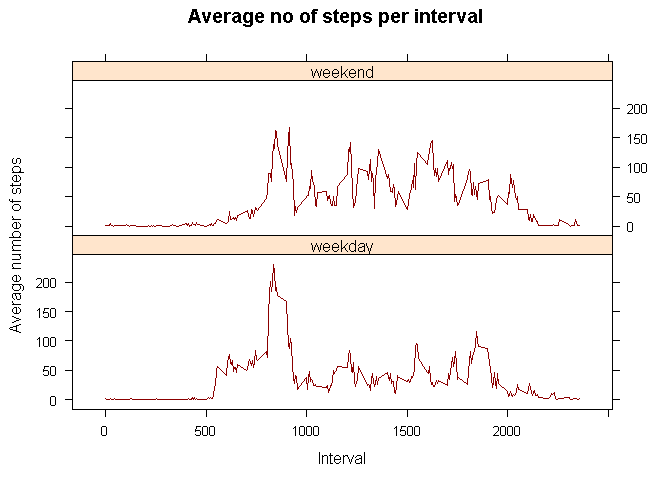 Average no of steps per interval
weekend
200
150
100
50
0
weekday
200
150
100
50
0
0 500 1000 1500 2000
Interval
Average number of steps